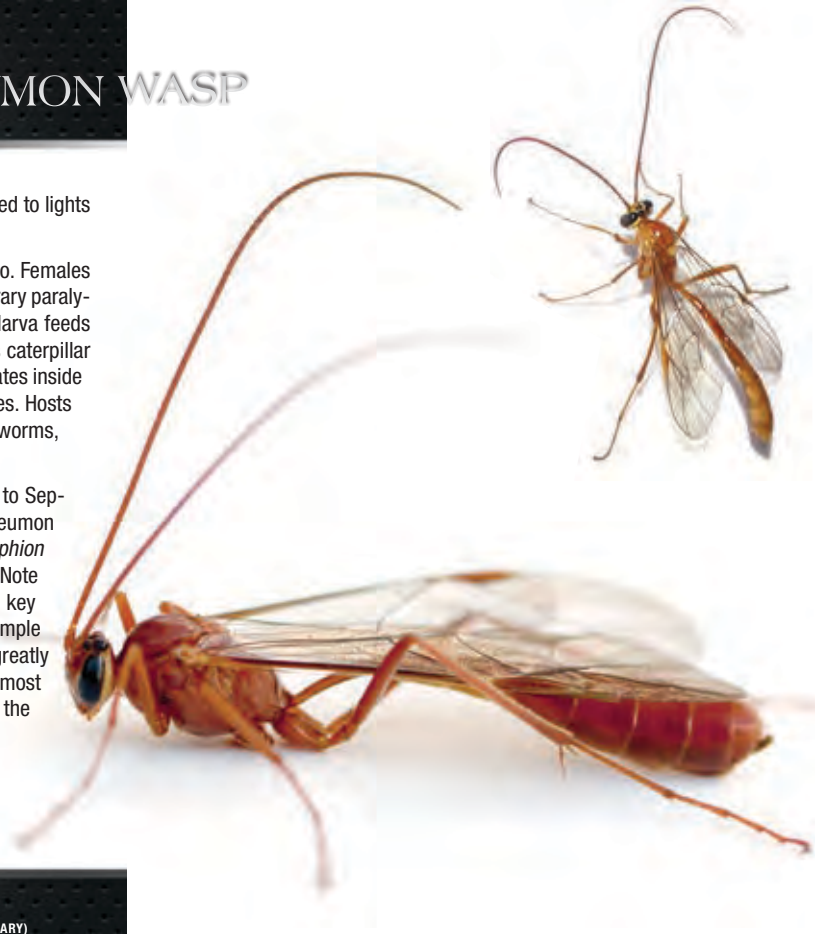 MON WASP
ed to lights
o. Females
rary paraly-
larva feeds
caterpillar
ates inside
es. Hosts
worms,
to Sep-
eumon
phion
Note
key
mple
greatly
most
the
ARY)